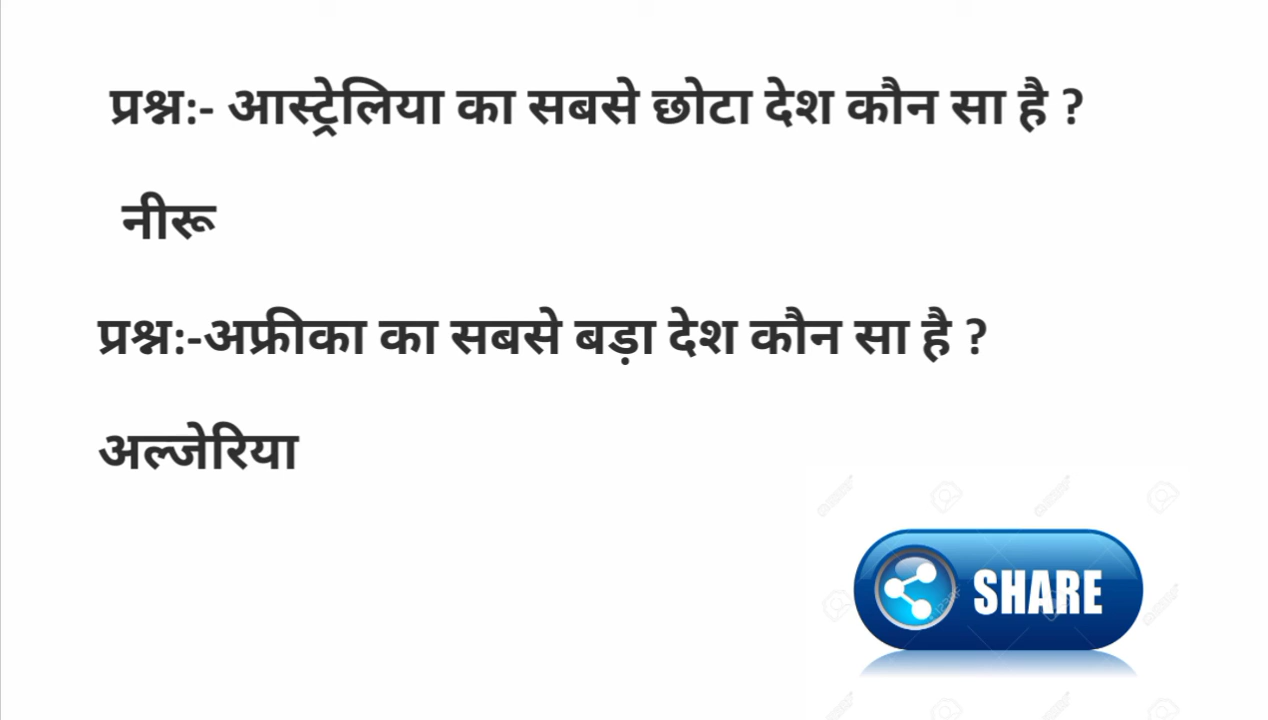 प्रश्न:- आस्ट्रेलिया का सबसे छोटा देश कौन सा है ?
नीरू
प्रश्न:-अफ्रीका का सबसे बड़ा देश कौन सा है ?
अल्जेरिया
SHARE